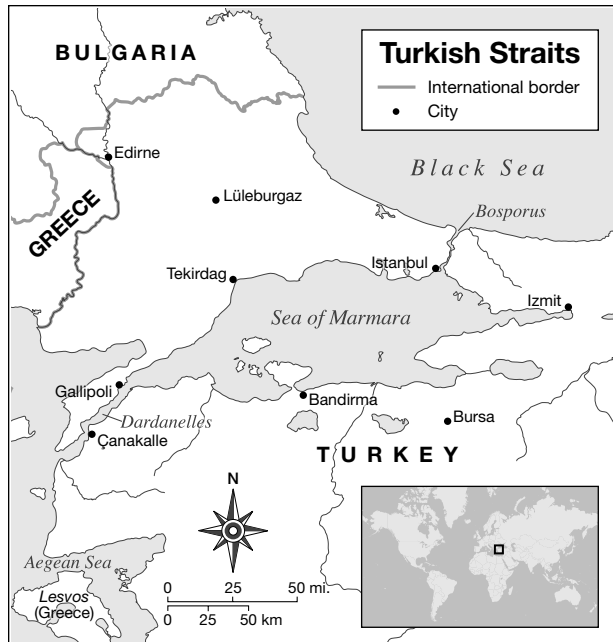 BULGARIA
Turkish Straits
International border
City
Edirne
Black Sea
Lüleburgaz
GREECE
Bosporus
Istanbul
Tekirdag
Izmit
Sea of Marmara
Gallipoli
Bandirma
Dardanelles
Bursa
Çanakalle
TURKEY
N
Aegean Sea
0 25 50 mi.
Lesvos
(Greece)
0 25 50 km